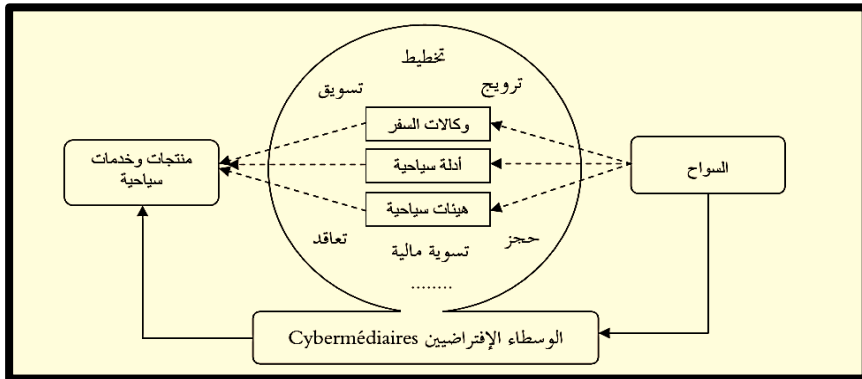 تخطيط
ترويج
تسويق
وكالات السفر
أدلة سياحية
هيئات سياحية
السواح
منتجات وخدمات
سياحية
حجز
تعاقد
تسوية مالية
........
الوسطاء الإفتراضيين Cybermédiaires